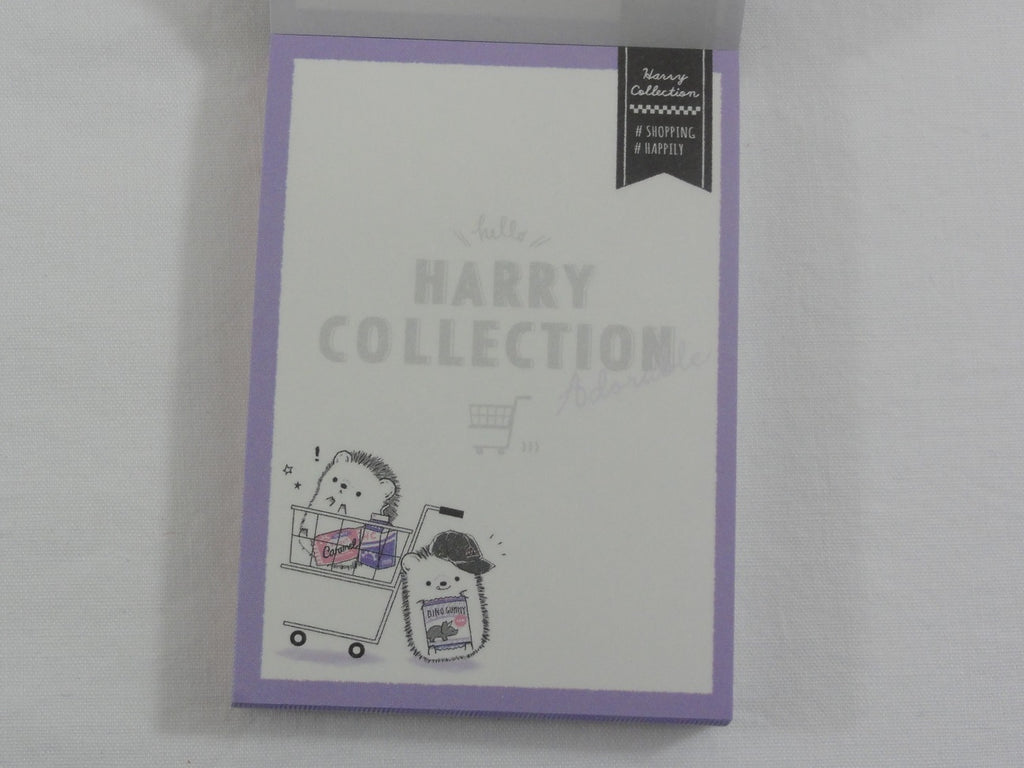 Harry
Collection
# SHOPPING
# HAPPILY
hello
HARRY
COLLECTION
Adorable
!
Caramel
DINO GUMMY